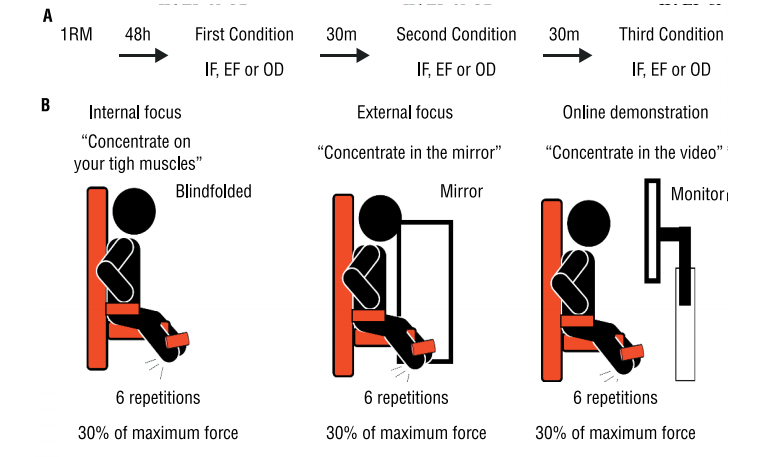 A
1RM 48h First Condition 30m Second Condition 30m Third Condition
IF, EF or OD IF, EF or OD IF, EF or OD
B
Internal focus External focus Online demonstration
“Concentrate on
your tigh muscles” “Concentrate in the mirror” “Concentrate in the video”
Blindfolded Mirror Monitor
6 repetitions 6 repetitions 6 repetitions
30% of maximum force 30% of maximum force 30% of maximum force